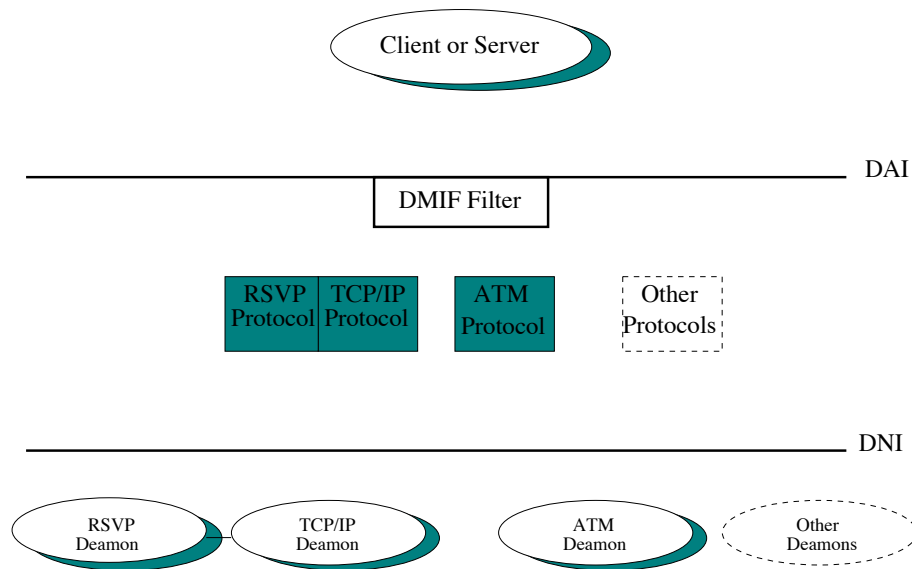 Client or Server
DAI
DMIF Filter
RSVP
Protocol
TCP/IP
Protocol
ATM
Protocol
Other
Protocols
DNI
RSVP
Deamon
TCP/IP
Deamon
ATM
Deamon
Other
Deamons